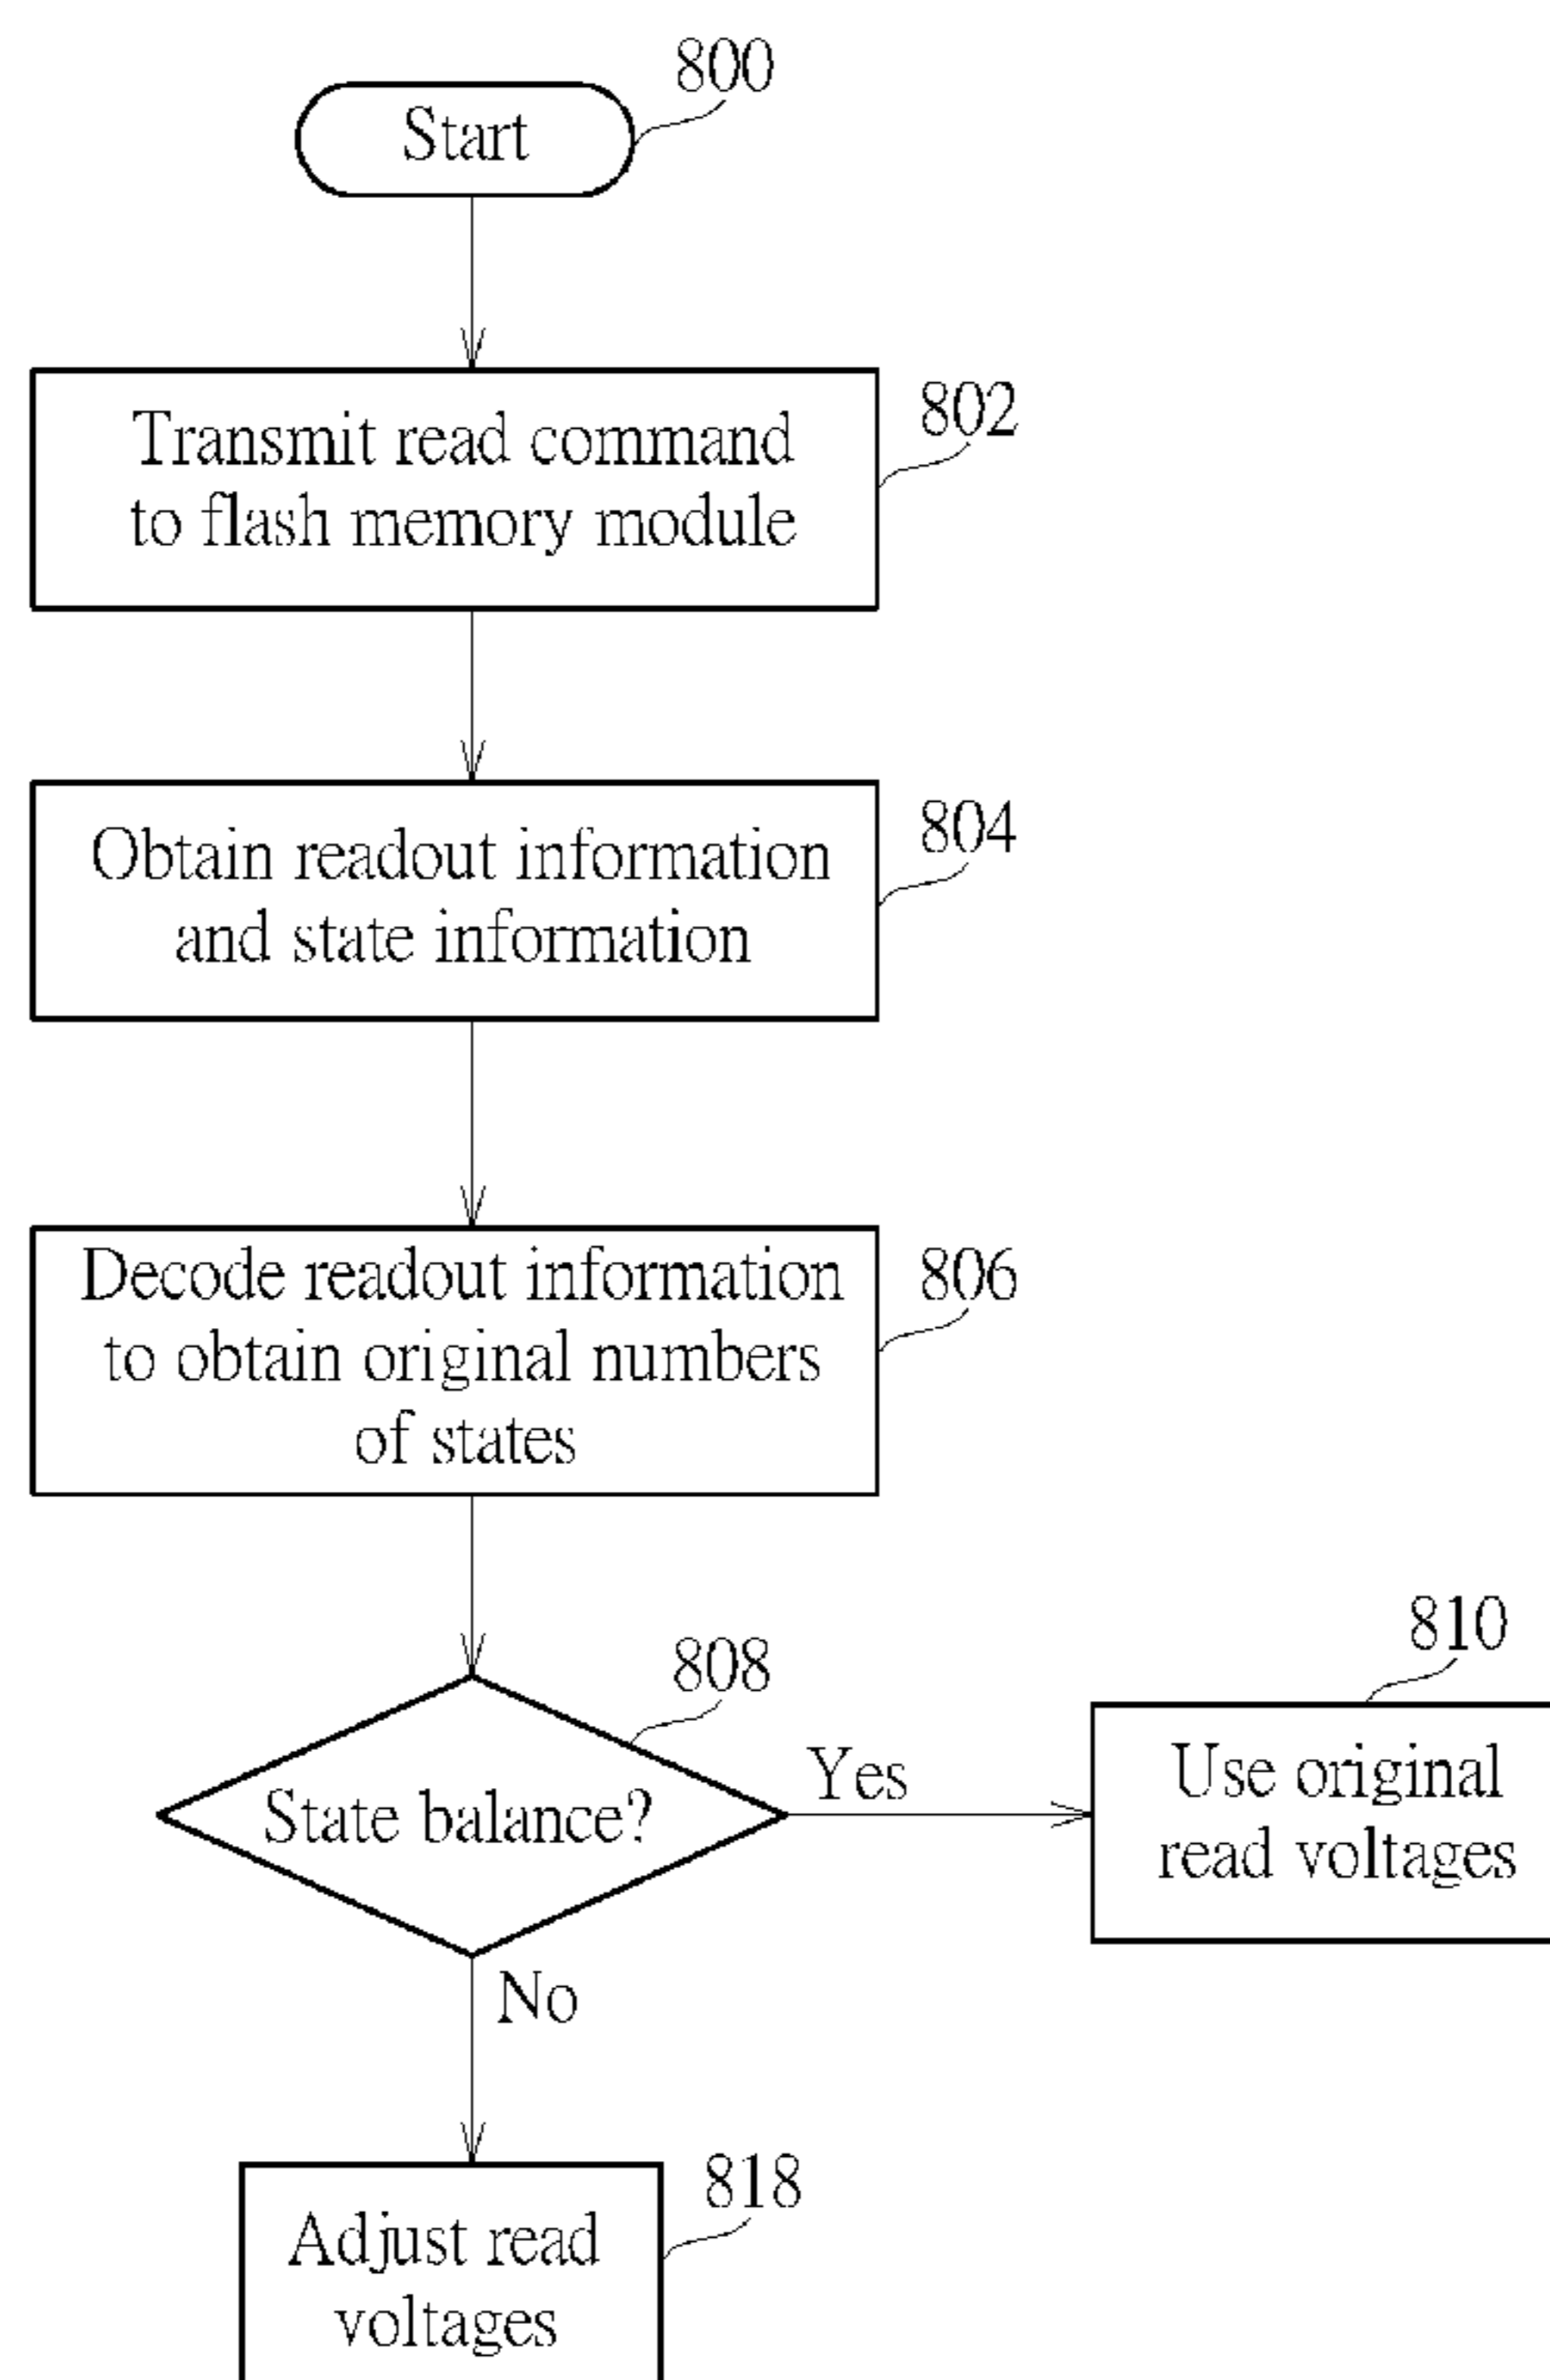 800
Start
802
Transmit read command
to flash memory module
804
Obtain readout information
and state information
806
Decode readout information
to obtain original numbers
of states
808
State balance?
Yes
810
Use original
read voltages
No
818
Adjust read
voltages